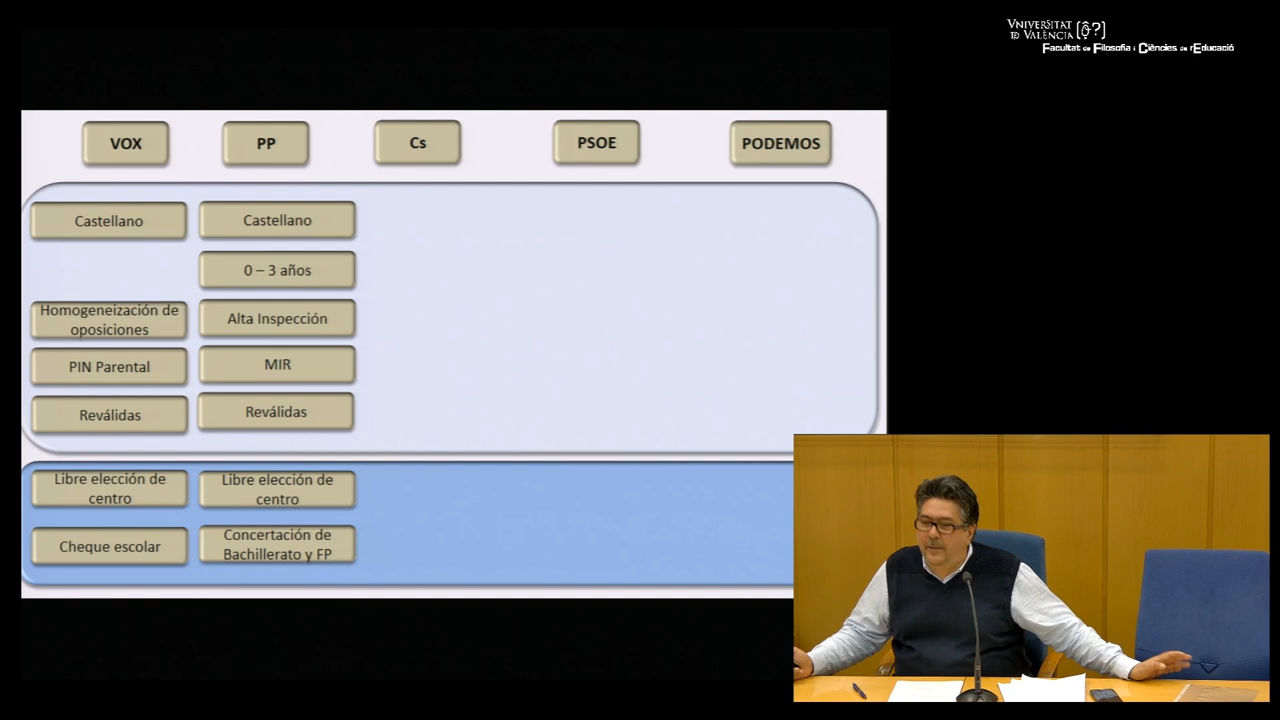 VNIVERSITAT
ID VALÈNCIA
Facultat de Filosofia i Ciències de l'Educació
VOX
PP
Cs
PSOE
PODEMOS
Castellano
Castellano
0 – 3 años
Homogeneización de
oposiciones
Alta Inspección
PIN Parental
MIR
Reválidas
Reválidas
Libre elección de
centro
Libre elección de
centro
Cheque escolar
Concertación de
Bachillerato y FP